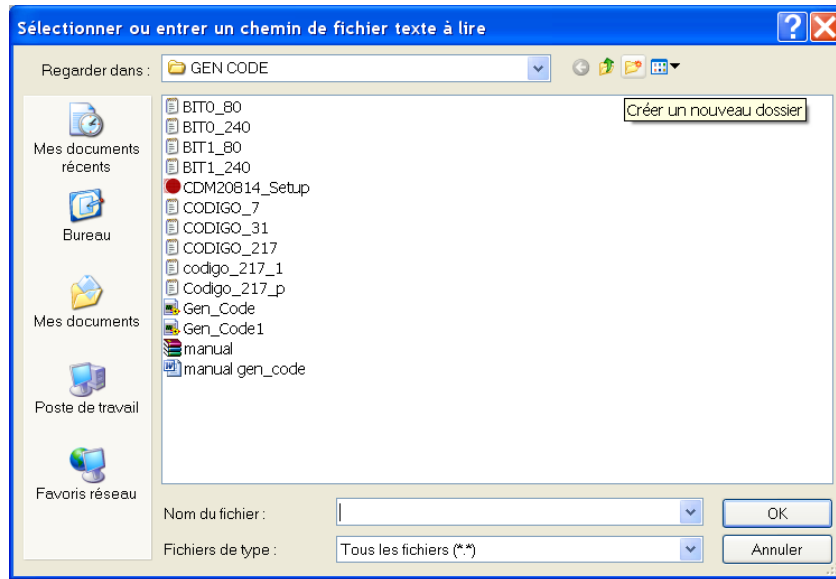 Sélectionner ou entrer un chemin de fichier texte à lire
Regarder dans :
GEN CODE
Créer un nouveau dossier
Mes documents
récents
Bureau
Mes documents
Poste de travail
Favoris réseau
BIT0_80
BIT0_240
BIT1_80
BIT1_240
CDM20814_Setup
CODIGO_7
CODIGO_31
CODIGO_217
codigo_217_1
Codigo_217_p
Gen_Code
Gen_Code1
manual
manual gen_code
Nom du fichier :
OK
Fichiers de type :
Tous les fichiers (*.*)
Annuler